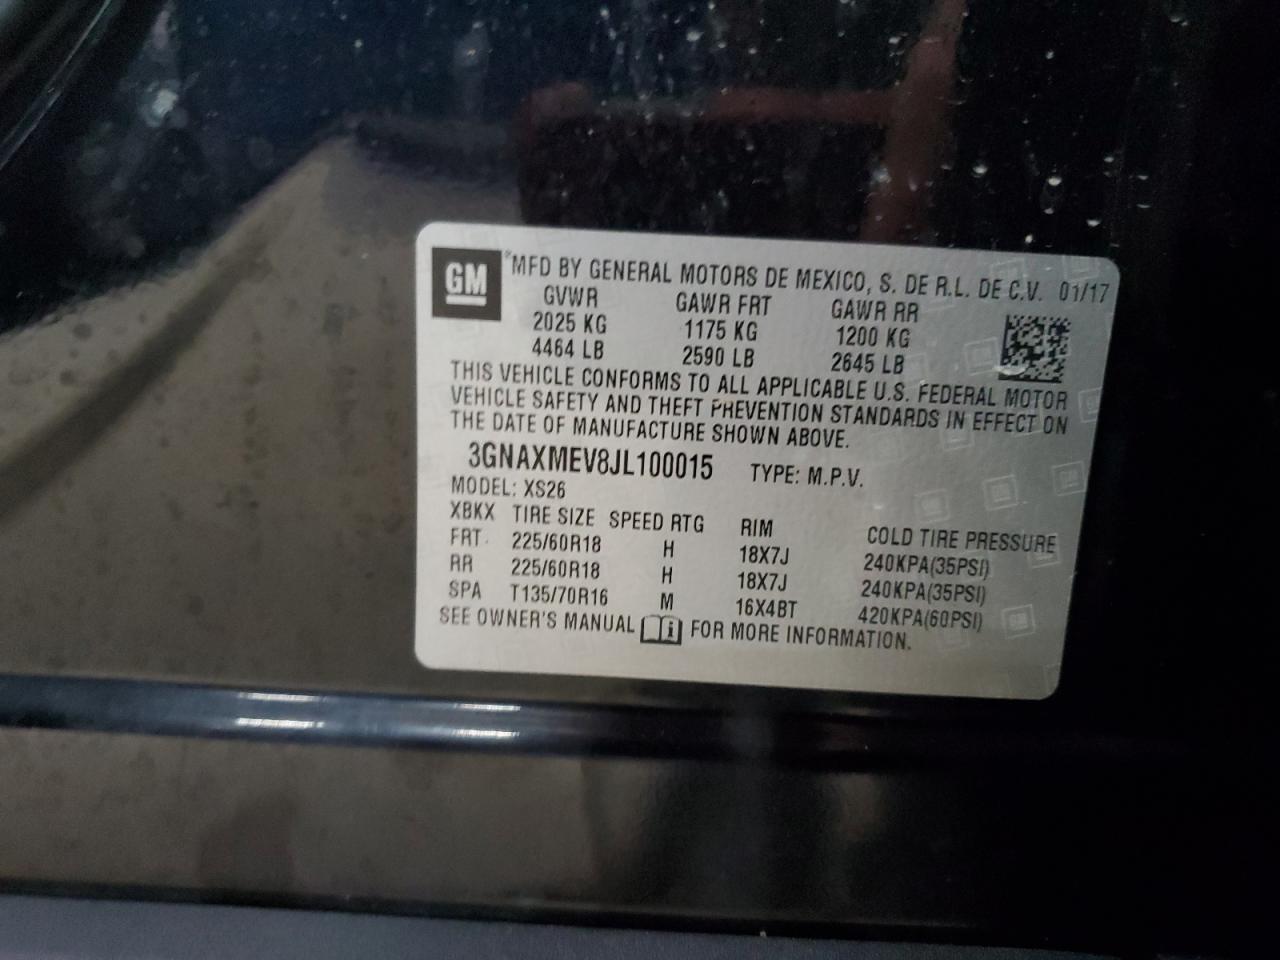 GM ® MFD BY GENERAL MOTORS DE MEXICO, S. DE R.L. DE C.V. 01/17
GVWR GAWR FRT GAWR RR
2025 KG 1175 KG 1200 KG
4464 LB 2590 LB 2645 LB
THIS VEHICLE CONFORMS TO ALL APPLICABLE U.S. FEDERAL MOTOR
VEHICLE SAFETY AND THEFT PREVENTION STANDARDS IN EFFECT ON
THE DATE OF MANUFACTURE SHOWN ABOVE.
3GNAXMEV8JL100015 TYPE: M.P.V.
MODEL: XS26
XBKX TIRE SIZE SPEED RTG RIM COLD TIRE PRESSURE
FRT 225/60R18 H 18X7J 240KPA(35PSI)
RR 225/60R18 H 18X7J 240KPA(35PSI)
SPA T135/70R16 M 16X4BT 420KPA(60PSI)
SEE OWNER'S MANUAL i FOR MORE INFORMATION.